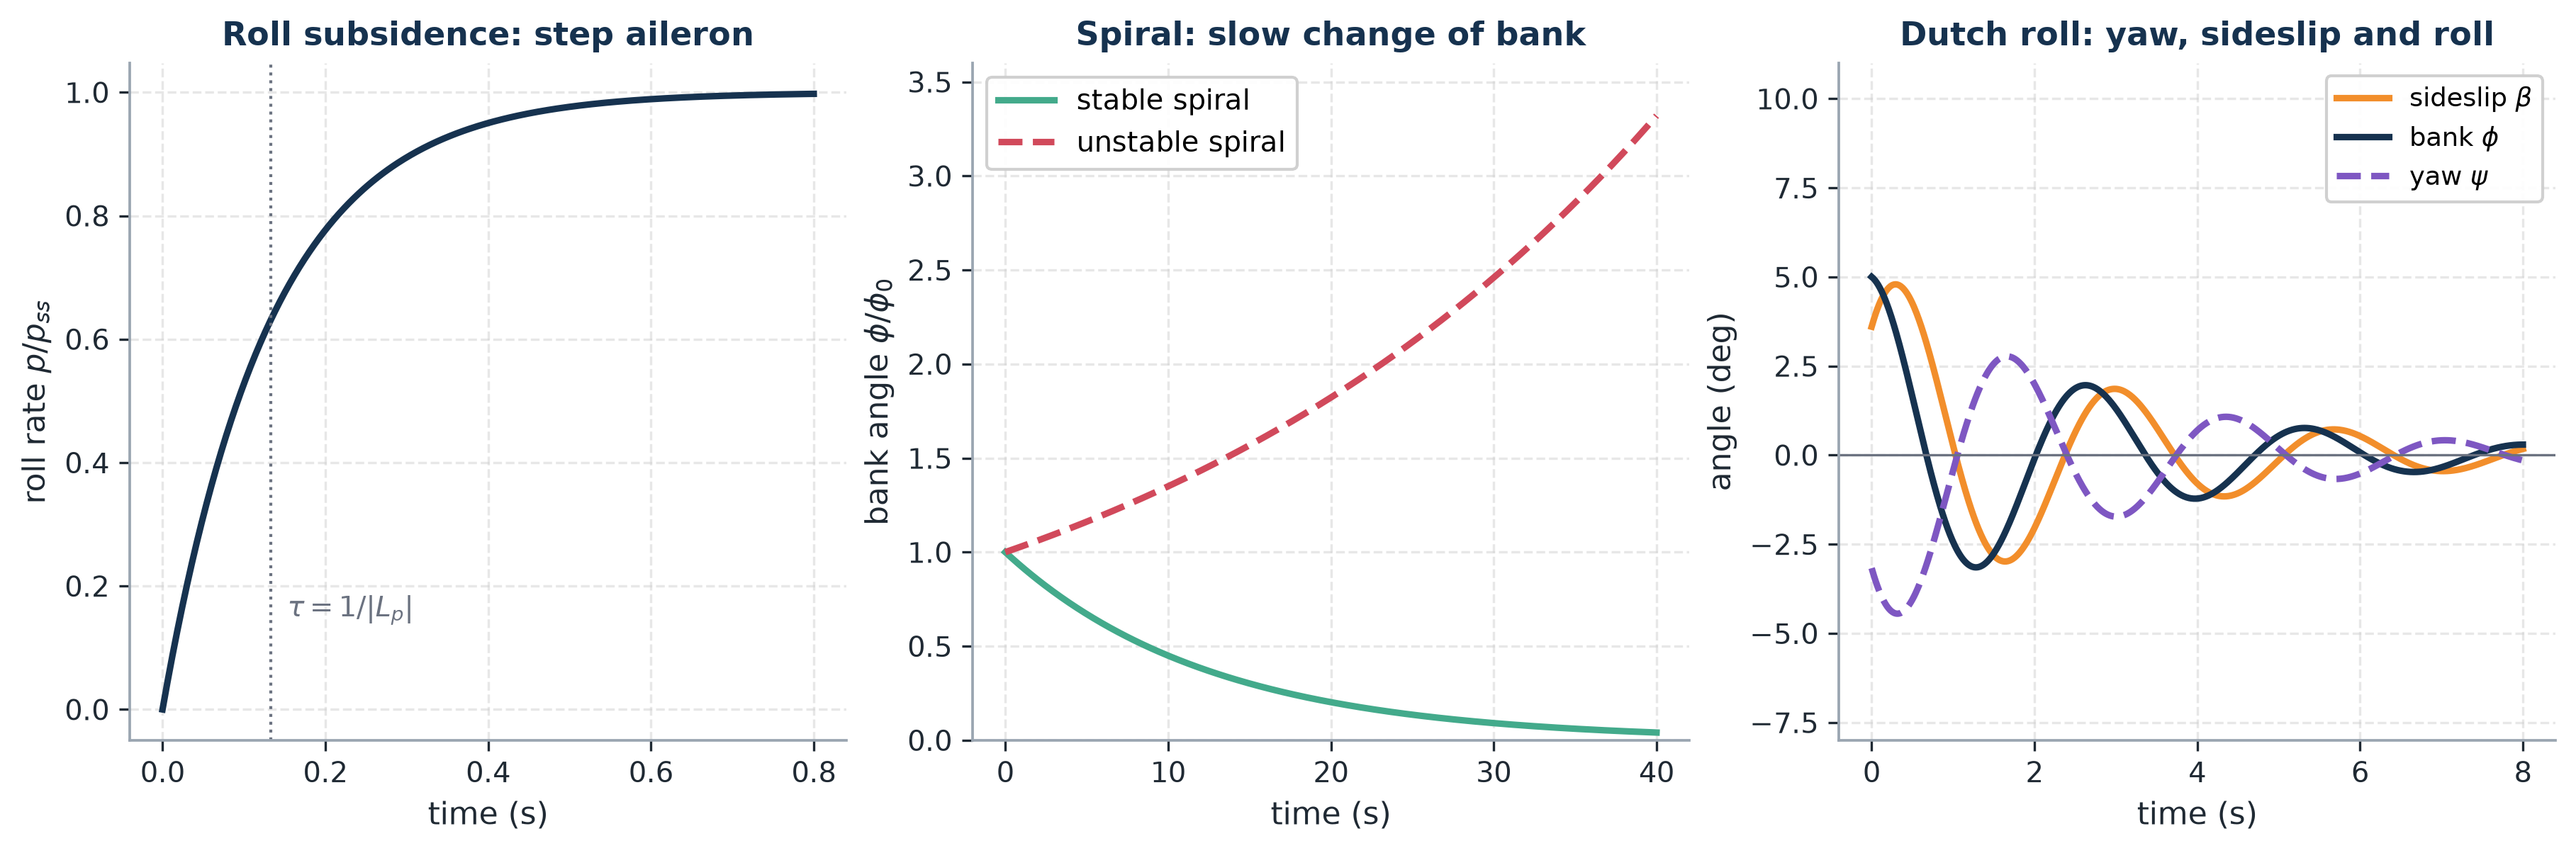 Roll subsidence: step aileron
roll rate p/p_ss
1.0
0.8
0.6
0.4
0.2
0.0
τ = 1/|L_p|
0.0 0.2 0.4 0.6 0.8
time (s)
Spiral: slow change of bank
bank angle ϕ/ϕ₀
3.5
3.0
2.5
2.0
1.5
1.0
0.5
0.0
stable spiral
unstable spiral
0 10 20 30 40
time (s)
Dutch roll: yaw, sideslip and roll
angle (deg)
10.0
7.5
5.0
2.5
0.0
−2.5
−5.0
−7.5
sideslip β
bank ϕ
yaw ψ
0 2 4 6 8
time (s)